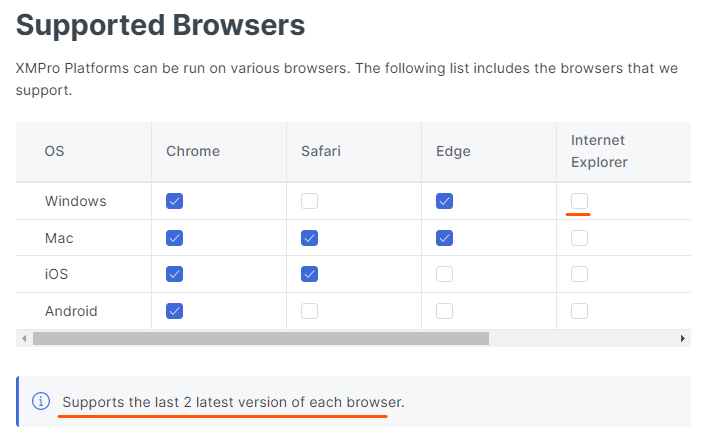 Supported Browsers
XMPro Platforms can be run on various browsers. The following list includes the browsers that we
support.
OS Chrome Safari Edge Internet
Explorer
Windows
Mac
iOS
Android
Supports the last 2 latest version of each browser.